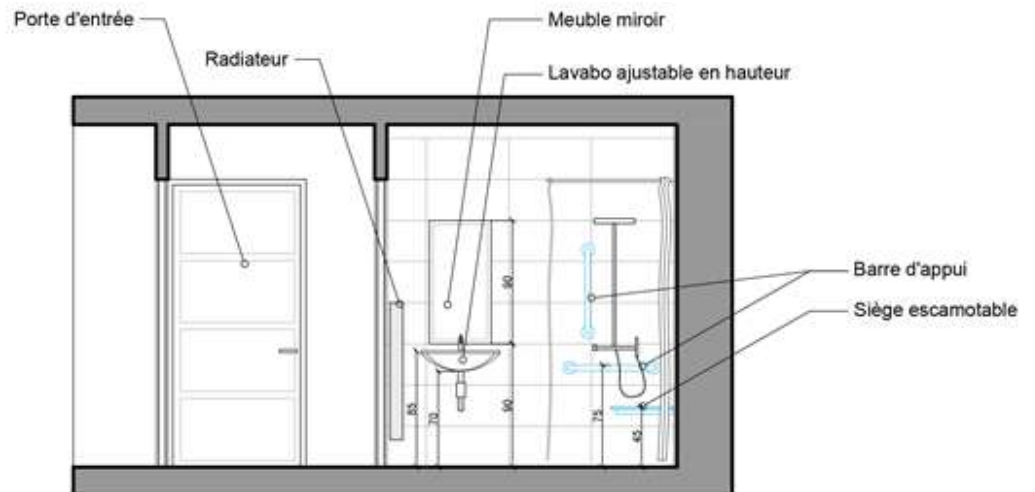 Porte d'entrée
Meuble miroir
Radiateur
Lavabo ajustable en hauteur
Barre d'appui
Siège escamotable
90
85
70
90
75
45